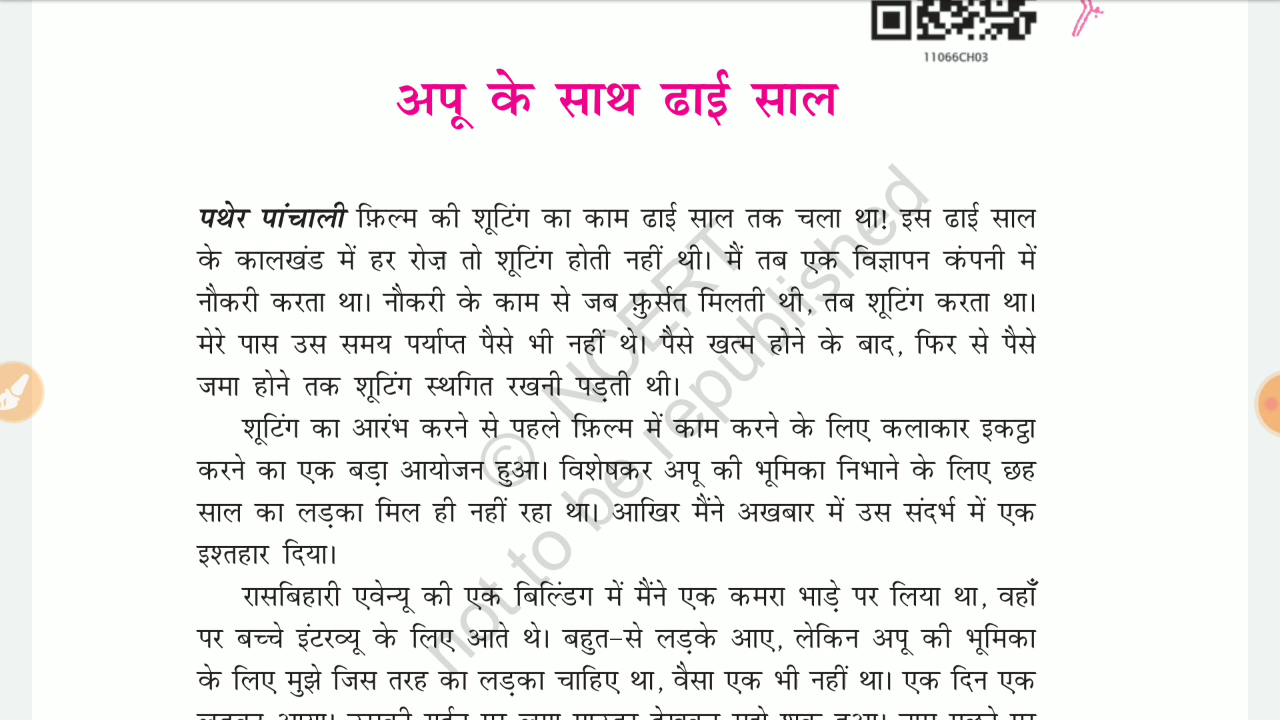 11066CH03
अपू के साथ ढाई साल
पथेर पांचाली फ़िल्म की शूटिंग का काम ढाई साल तक चला था! इस ढाई साल
के कालखंड में हर रोज़ तो शूटिंग होती नहीं थी। मैं तब एक विज्ञापन कंपनी में
नौकरी करता था। नौकरी के काम से जब फ़ुर्सत मिलती थी, तब शूटिंग करता था।
मेरे पास उस समय पर्याप्त पैसे भी नहीं थे। पैसे खत्म होने के बाद, फिर से पैसे
जमा होने तक शूटिंग स्थगित रखनी पड़ती थी।
शूटिंग का आरंभ करने से पहले फ़िल्म में काम करने के लिए कलाकार इकट्ठा
करने का एक बड़ा आयोजन हुआ। विशेषकर अपू की भूमिका निभाने के लिए छह
साल का लड़का मिल ही नहीं रहा था। आखिर मैंने अखबार में उस संदर्भ में एक
इश्तहार दिया।
रासबिहारी एवेन्यू की एक बिल्डिंग में मैंने एक कमरा भाड़े पर लिया था, वहाँ
पर बच्चे इंटरव्यू के लिए आते थे। बहुत-से लड़के आए, लेकिन अपू की भूमिका
के लिए मुझे जिस तरह का लड़का चाहिए था, वैसा एक भी नहीं था। एक दिन एक
© NCERT
not to be republished